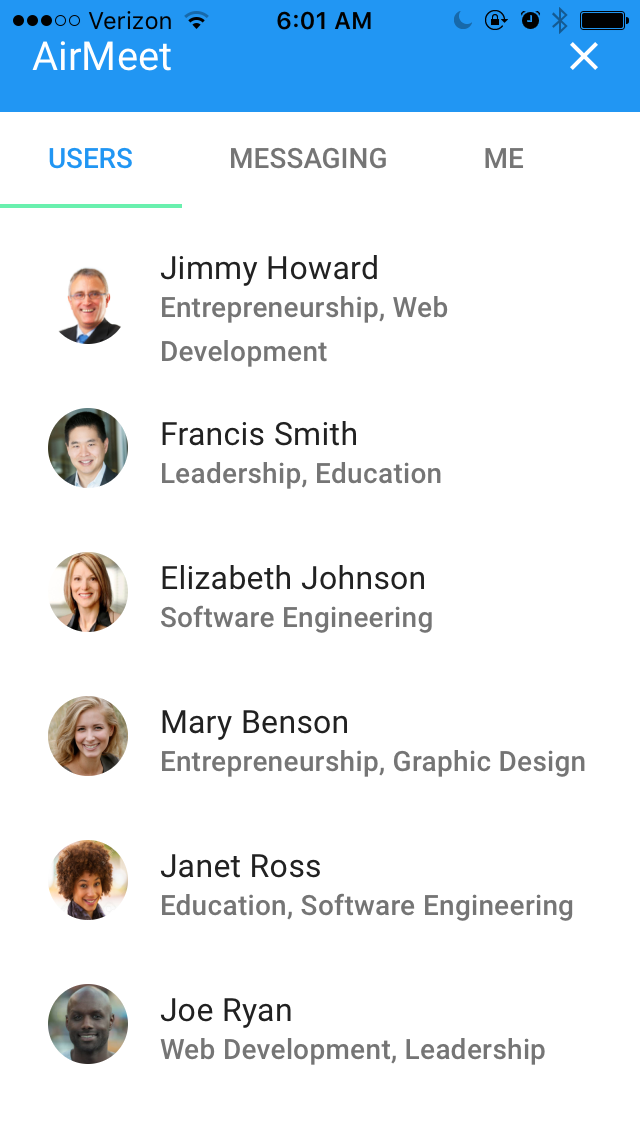 Verizon 6:01 AM
AirMeet
USERS MESSAGING ME
Jimmy Howard
Entrepreneurship, Web
Development
Francis Smith
Leadership, Education
Elizabeth Johnson
Software Engineering
Mary Benson
Entrepreneurship, Graphic Design
Janet Ross
Education, Software Engineering
Joe Ryan
Web Development, Leadership